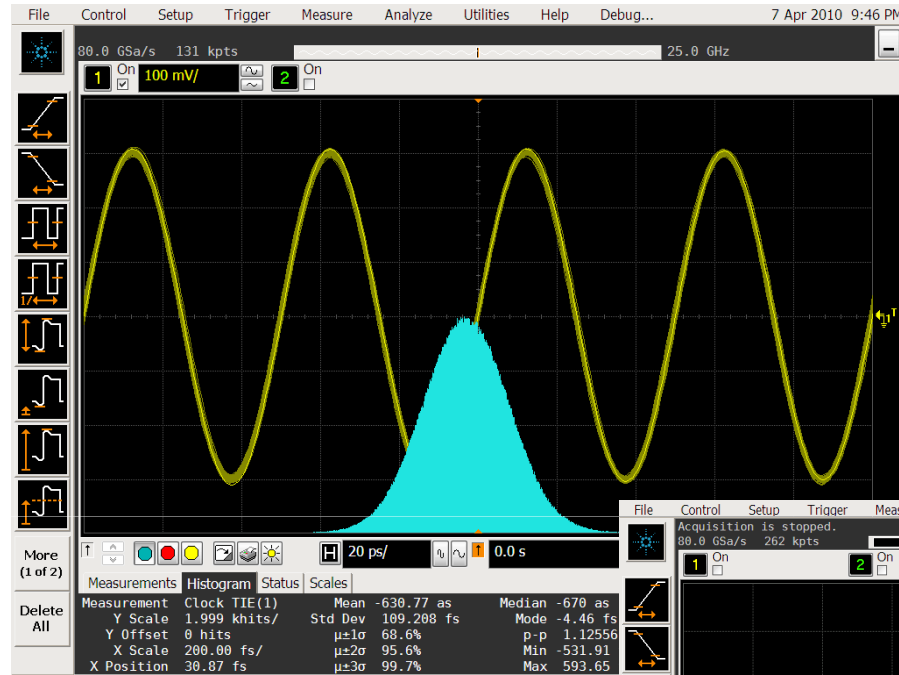 File Control Setup Trigger Measure Analyze Utilities Help Debug... 7 Apr 2010 9:46 PM
80.0 GSa/s 131 kpts 25.0 GHz
1 On 100 mV/ 2 On
T
1
1/
More
(1 of 2)
Delete
All
H 20 ps/ 0.0 s
Measurements Histogram Status Scales
Measurement Clock TIE(1) Mean -630.77 as Median -670 as
Y Scale 1.999 khits/ Std Dev 109.208 fs Mode -4.46 fs
Y Offset 0 hits µ±1σ 68.6% p-p 1.12556
X Scale 200.00 fs/ µ±2σ 95.6% Min -531.91
X Position 30.87 fs µ±3σ 99.7% Max 593.65
File Control Setup Trigger Meas
Acquisition is stopped.
80.0 GSa/s 262 kpts
1 On 2 On